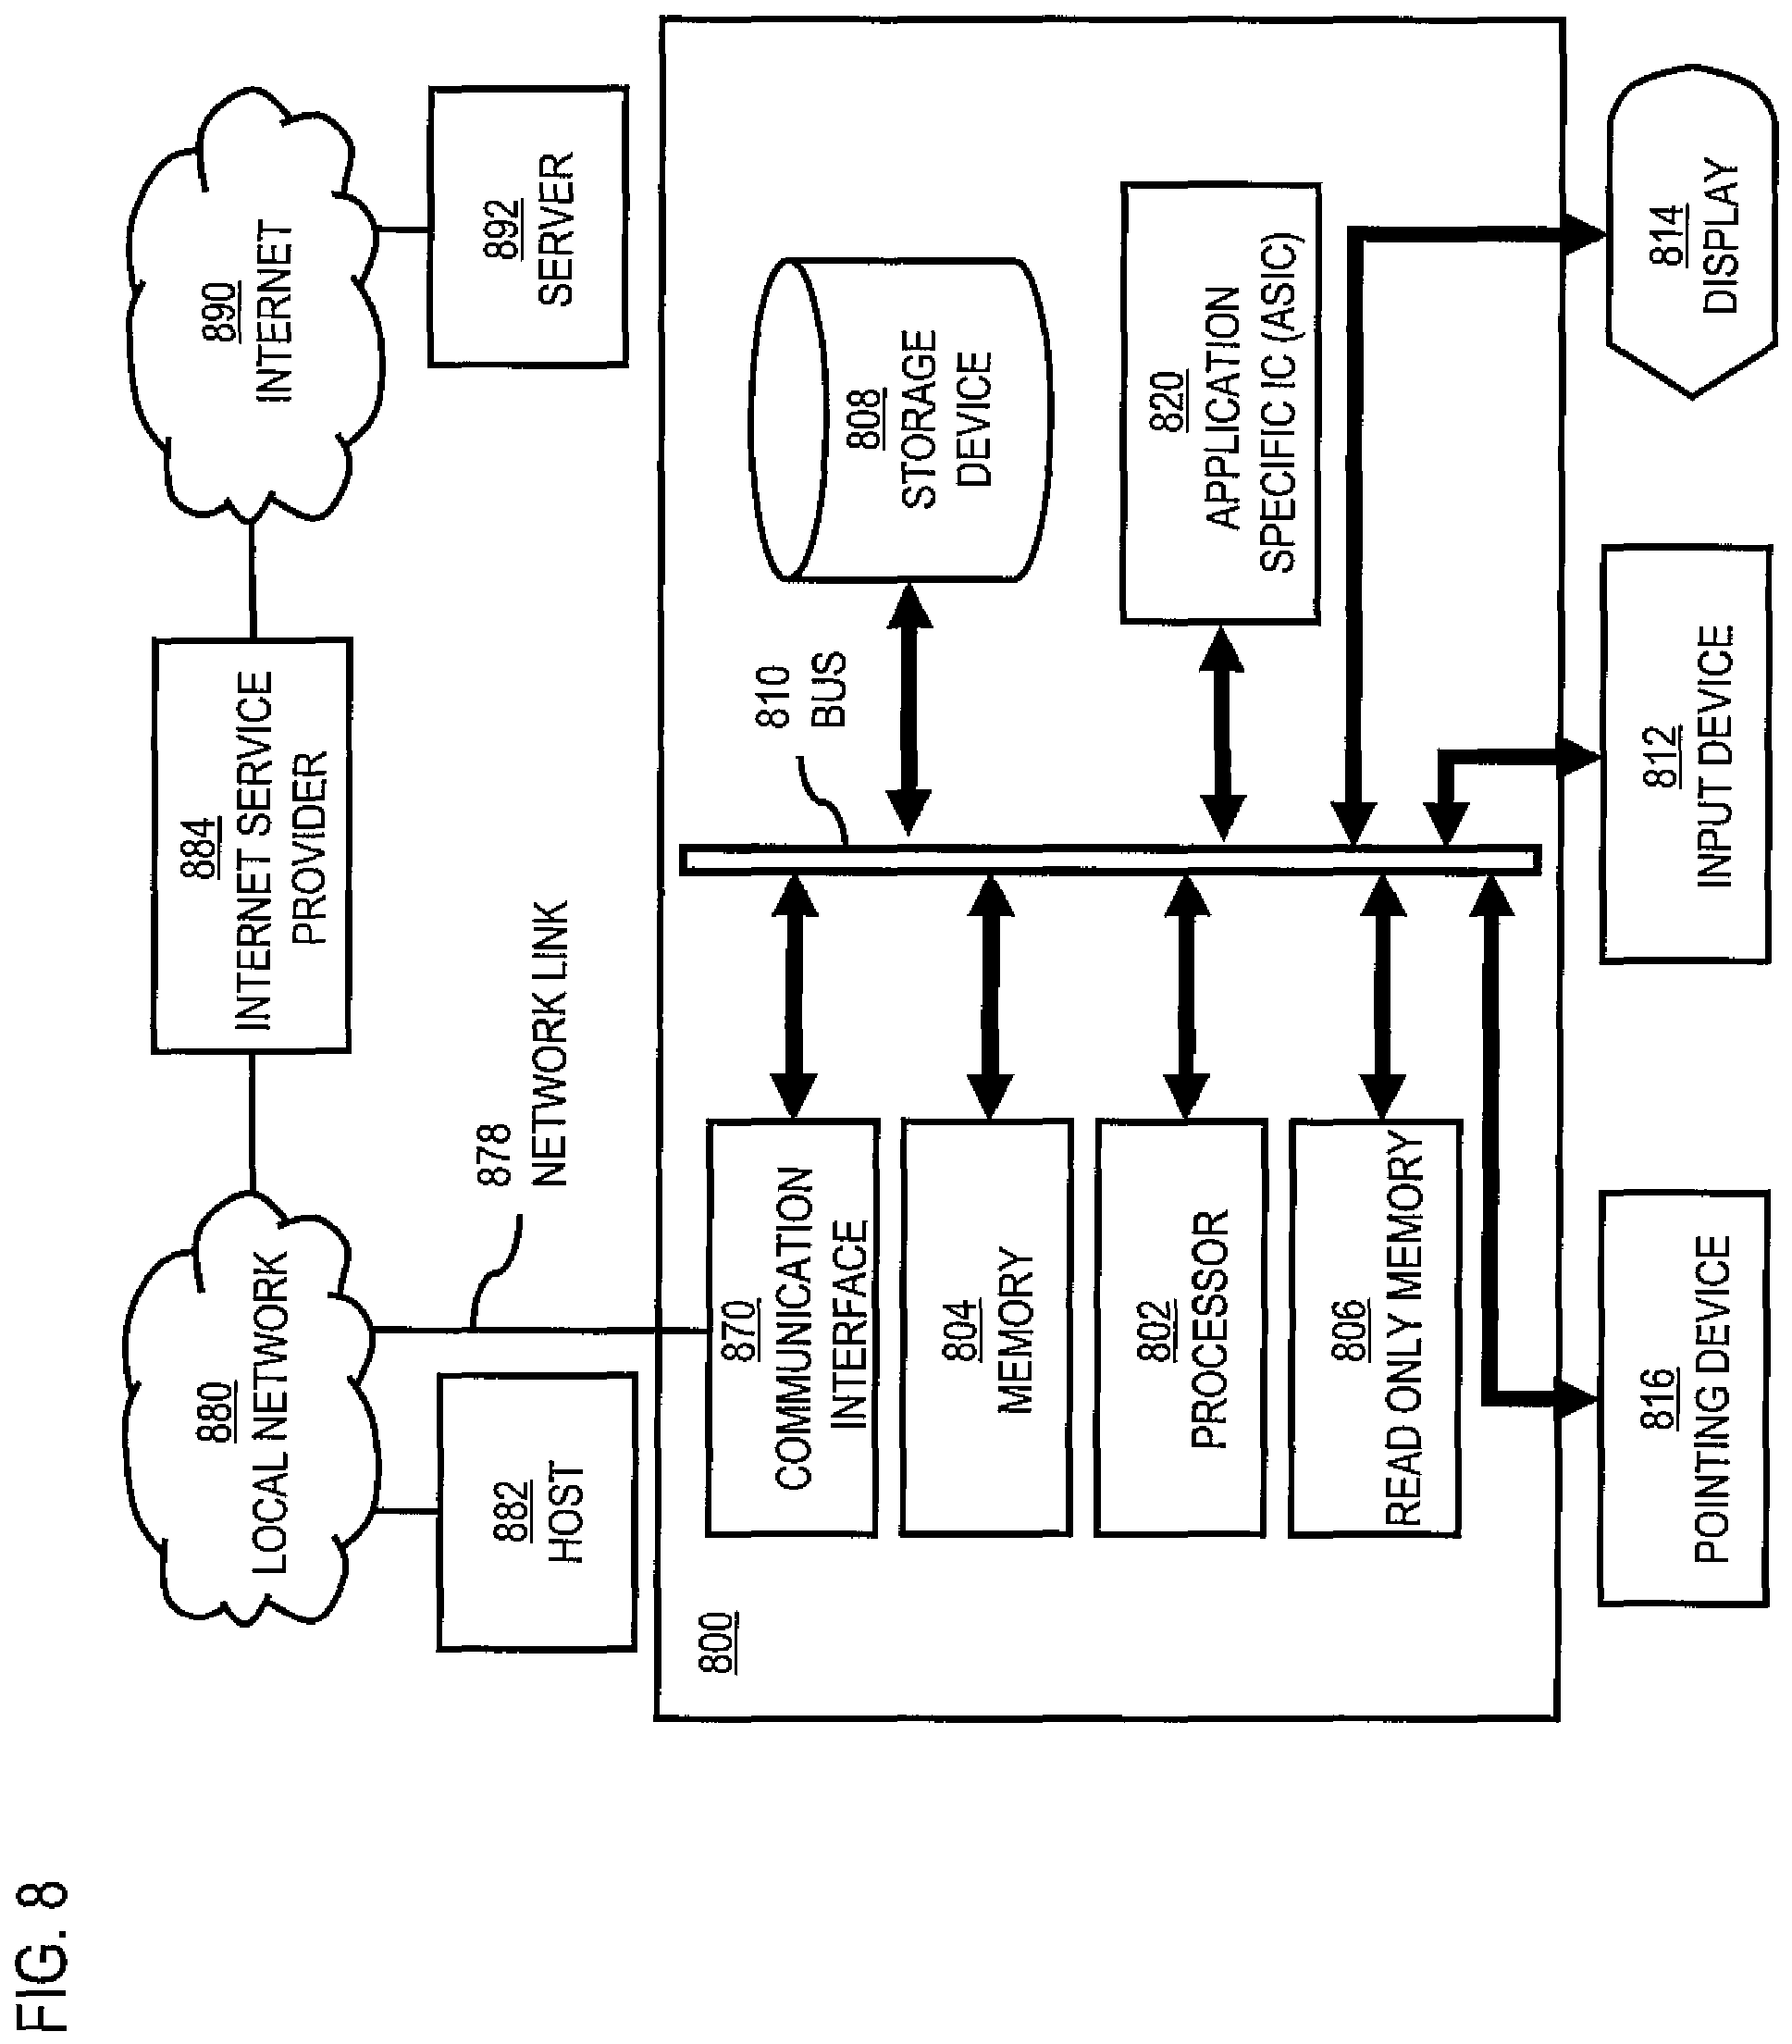 FIG. 8
800
812
INPUT DEVICE
814
DISPLAY
816
POINTING DEVICE
810
BUS
808
STORAGE
DEVICE
820
APPLICATION
SPECIFIC IC (ASIC)
806
READ ONLY MEMORY
802
PROCESSOR
804
MEMORY
870
COMMUNICATION
INTERFACE
878
NETWORK LINK
882
HOST
880
LOCAL NETWORK
884
INTERNET SERVICE
PROVIDER
890
INTERNET
892
SERVER